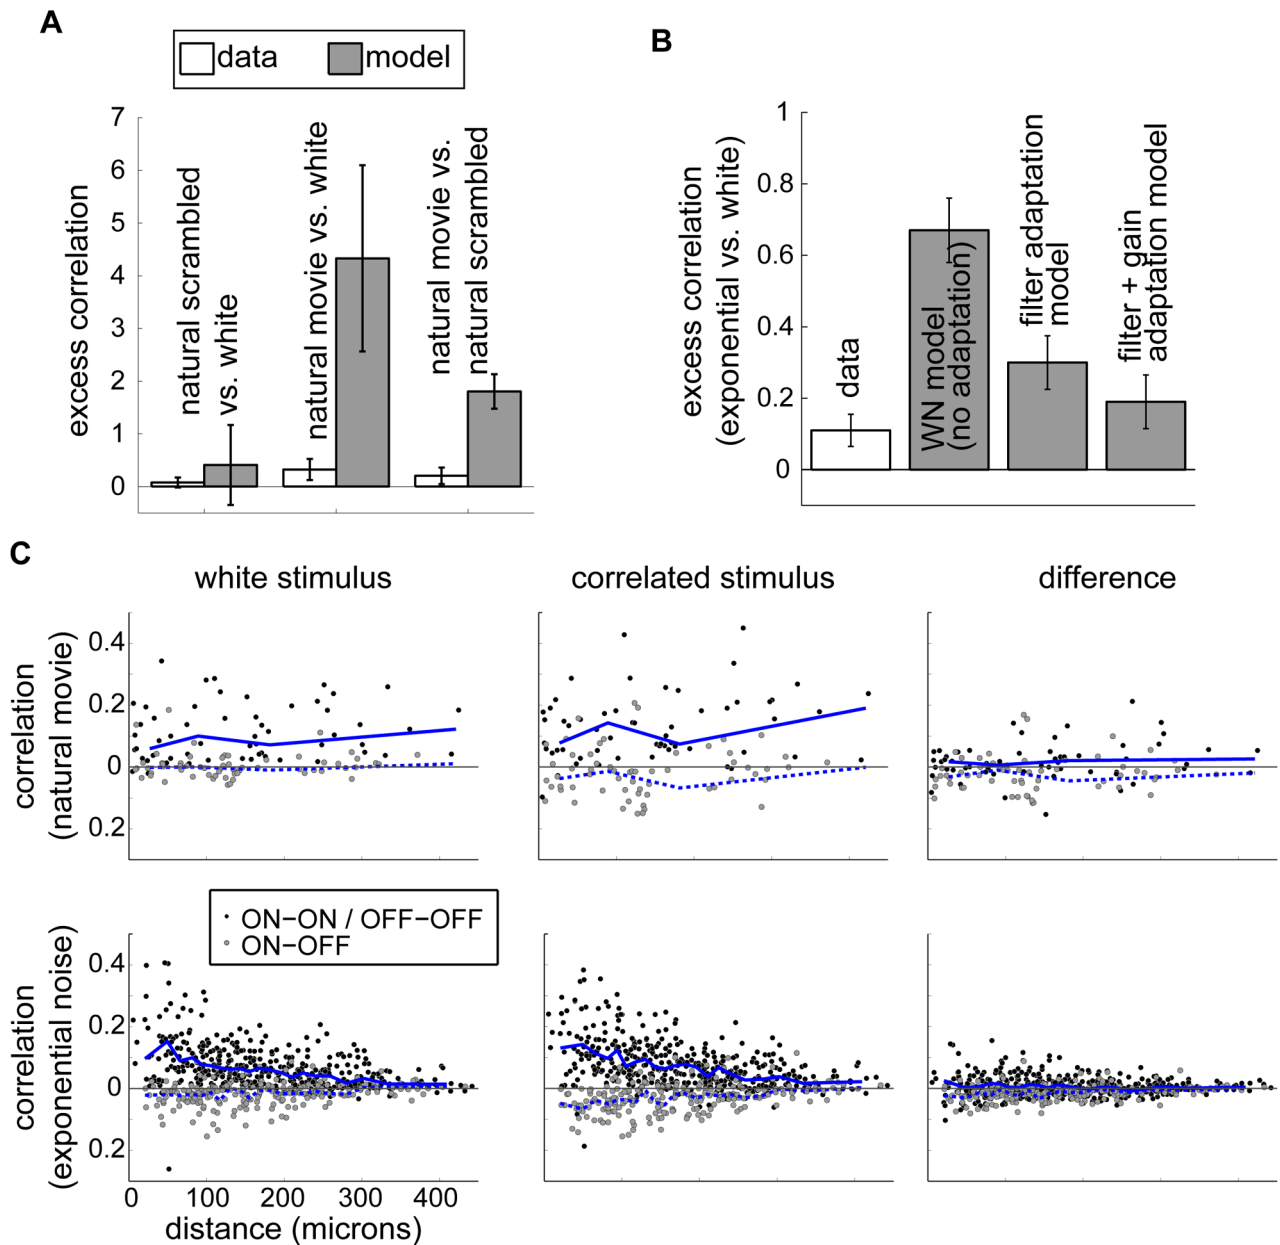 A
data
model
excess correlation
7
6
5
4
3
2
1
0
natural scrambled
vs. white
natural movie vs. white
natural movie vs.
natural scrambled
B
excess correlation
(exponential vs. white)
1
0.8
0.6
0.4
0.2
0
data
WN model
(no adaptation)
filter adaptation
model
filter + gain
adaptation model
C
white stimulus
correlated stimulus
difference
correlation
(natural movie)
0.4
0.2
0
0.2
ON−ON / OFF−OFF
ON−OFF
correlation
(exponential noise)
0.4
0.2
0
0.2
0
100
200
300
400
distance (microns)